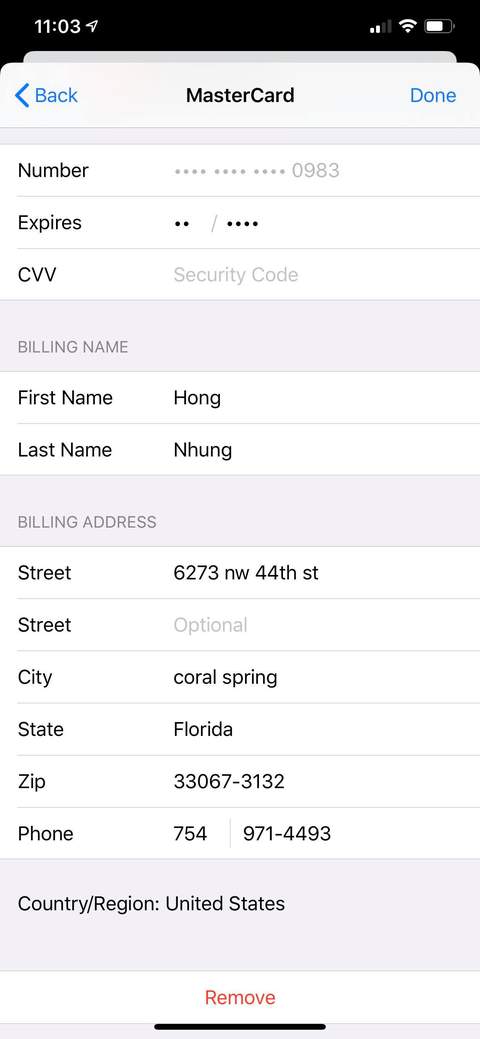 11:03
Back MasterCard Done
Number •••• •••• •••• 0983
Expires •• / ••••
CVV Security Code
BILLING NAME
First Name Hong
Last Name Nhung
BILLING ADDRESS
Street 6273 nw 44th st
Street Optional
City coral spring
State Florida
Zip 33067-3132
Phone 754 971-4493
Country/Region: United States
Remove